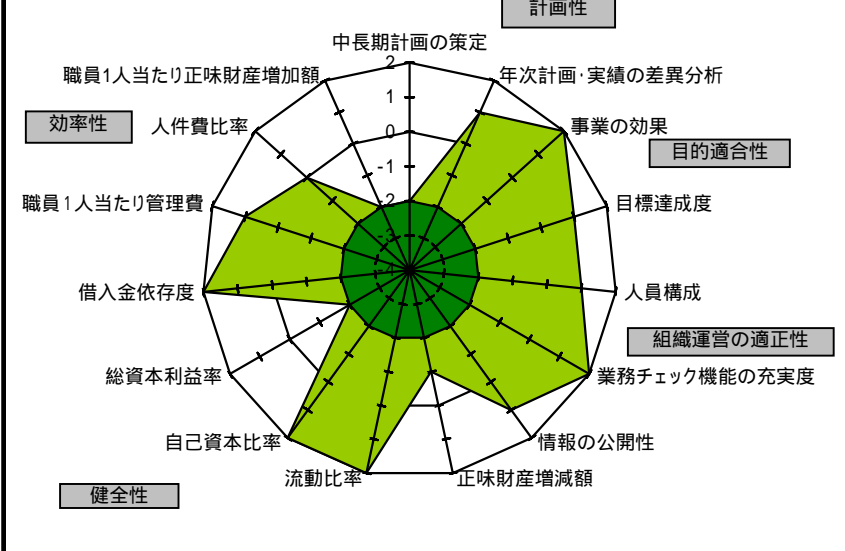 計画性
中長期計画の策定
職員1人当たり正味財産増加額
年次計画・実績の差異分析
効率性
人件費比率
事業の効果
目的適合性
職員1人当たり管理費
目標達成度
借入金依存度
人員構成
組織運営の適正性
総資本利益率
業務チェック機能の充実度
自己資本比率
情報の公開性
流動比率
正味財産増減額
健全性
2
1
0
-1
-2
-3
-4